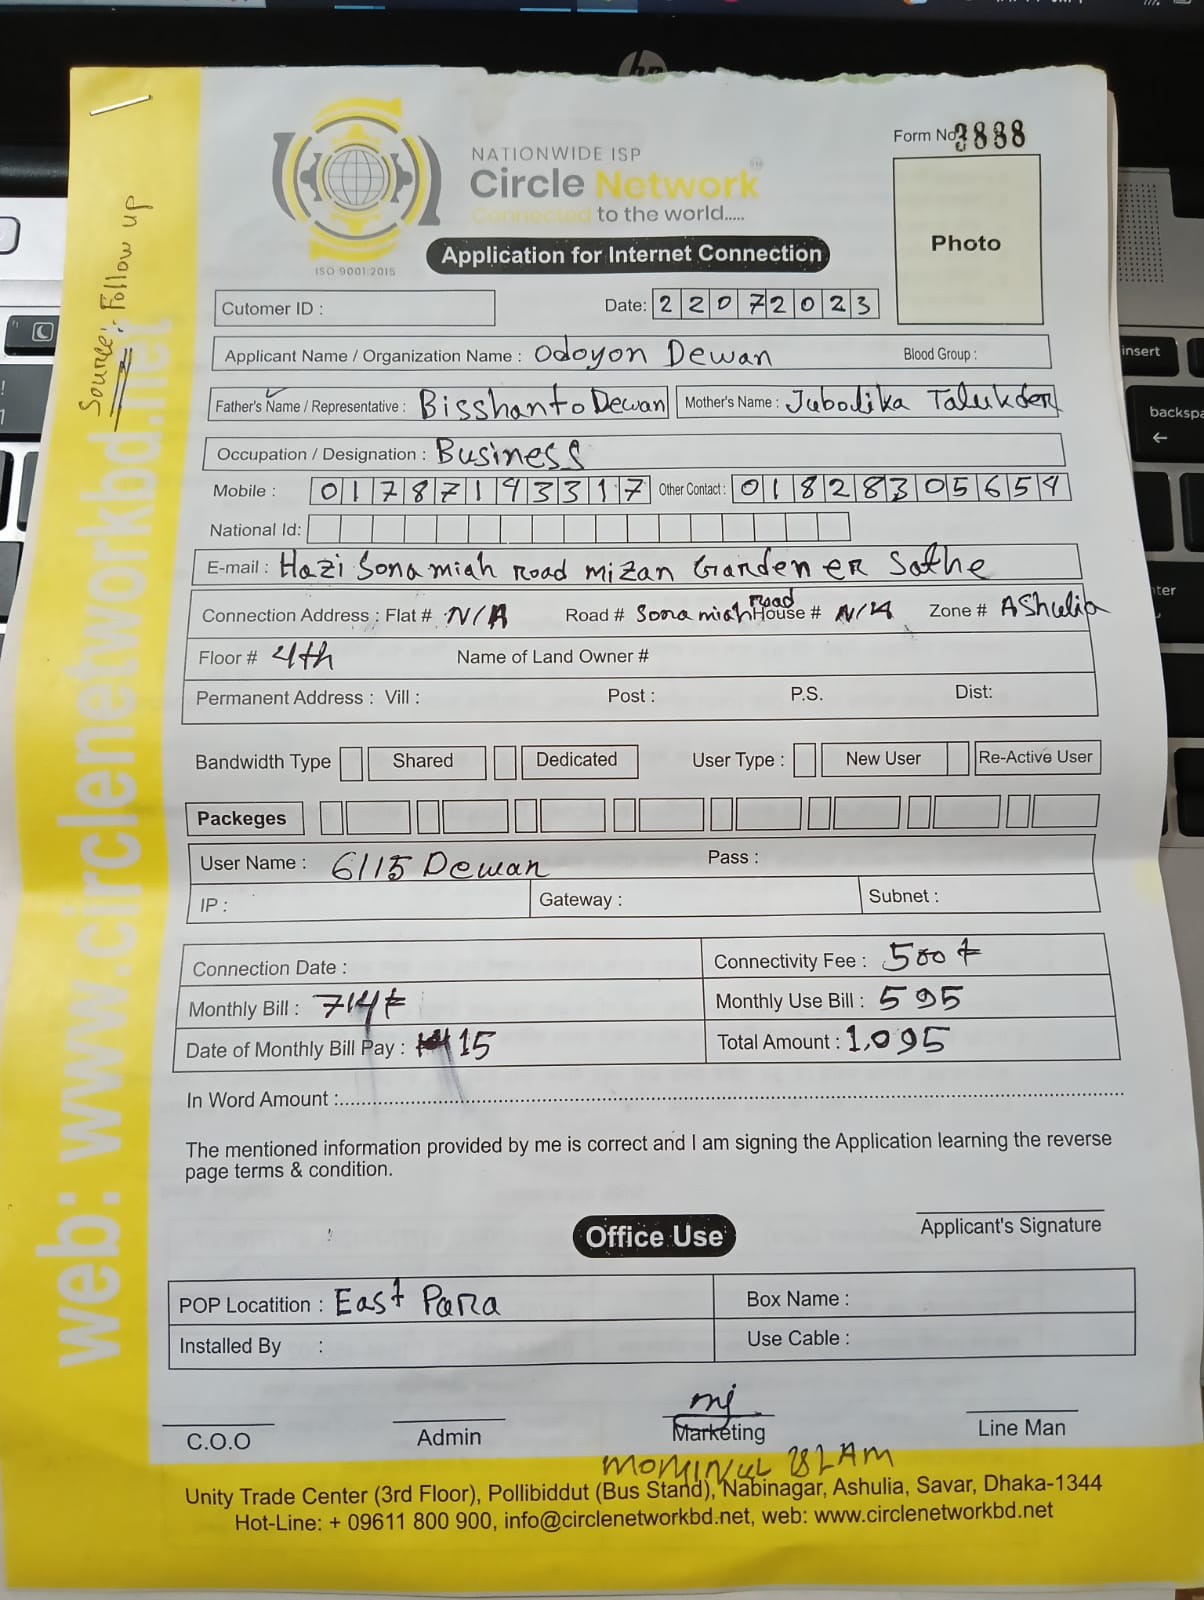 Form No 3888
NATIONWIDE ISP
Circle Network
Connected to the world.....
ISO 9001:2015
Application for Internet Connection
Photo
Source: Follow up
web: www.circlenetworkbd.net
Cutomer ID :
Date: 22072023
Applicant Name / Organization Name : Odoyon Dewan Blood Group :
Father's Name / Representative : Bisshanto Dewan Mother's Name : Jubodika Talukder
Occupation / Designation : Business
Mobile : 01787193317 Other Contact : 01828305654
National Id:
E-mail : Hazi Sona miah Road mizan Garden er Sathe
Connection Address : Flat # N/A Road # Sona miah Road House # N/A Zone # AShulia
Floor # 4th Name of Land Owner #
Permanent Address : Vill : Post : P.S. Dist:
Bandwidth Type Shared Dedicated User Type : New User Re-Active User
Packeges
User Name : 6115 Dewan Pass :
IP : Gateway : Subnet :
Connection Date : Connectivity Fee : 500 ৳
Monthly Bill : 714৳ Monthly Use Bill : 595
Date of Monthly Bill Pay : 15 Total Amount : 1,095
In Word Amount :
The mentioned information provided by me is correct and I am signing the Application learning the reverse
page terms & condition.
Applicant's Signature
Office Use
POP Locatition : East Para Box Name :
Installed By : Use Cable :
C.O.O Admin Marketing Line Man
MOMINUL ISLAM
Unity Trade Center (3rd Floor), Pollibiddut (Bus Stand), Nabinagar, Ashulia, Savar, Dhaka-1344
Hot-Line: + 09611 800 900, info@circlenetworkbd.net, web: www.circlenetworkbd.net
insert
backspa